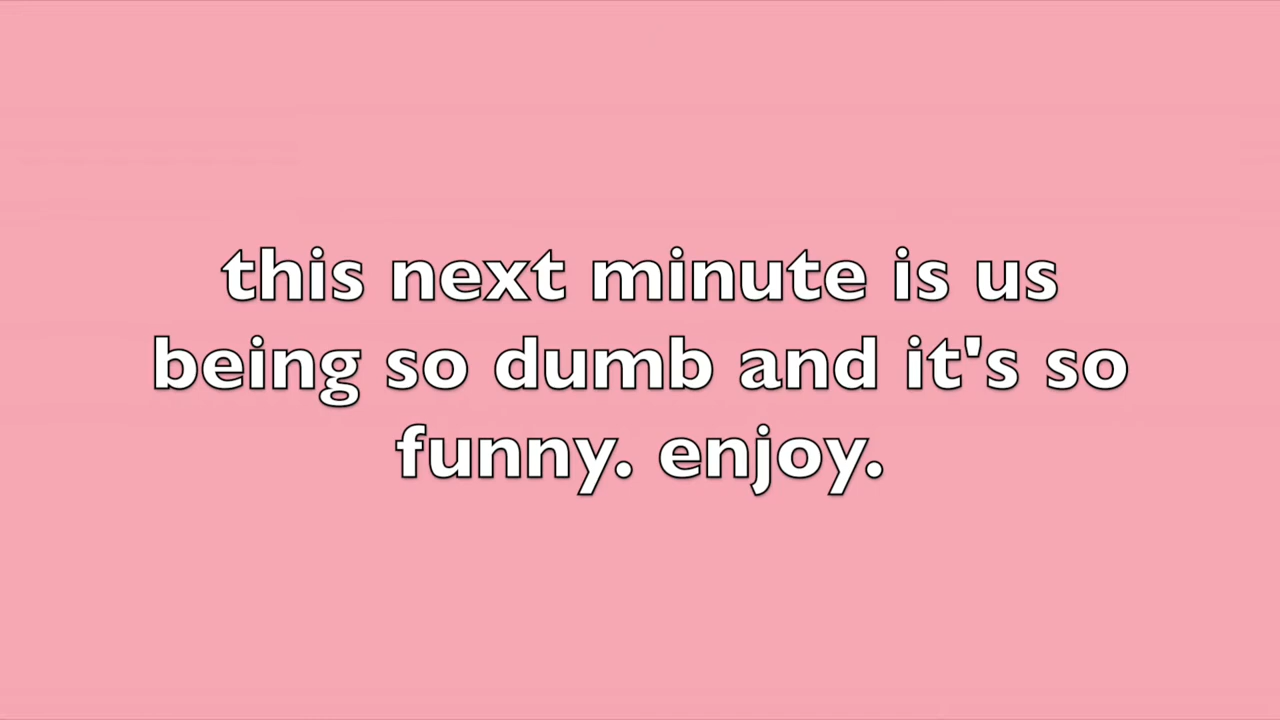 this next minute is us
being so dumb and it's so
funny. enjoy.